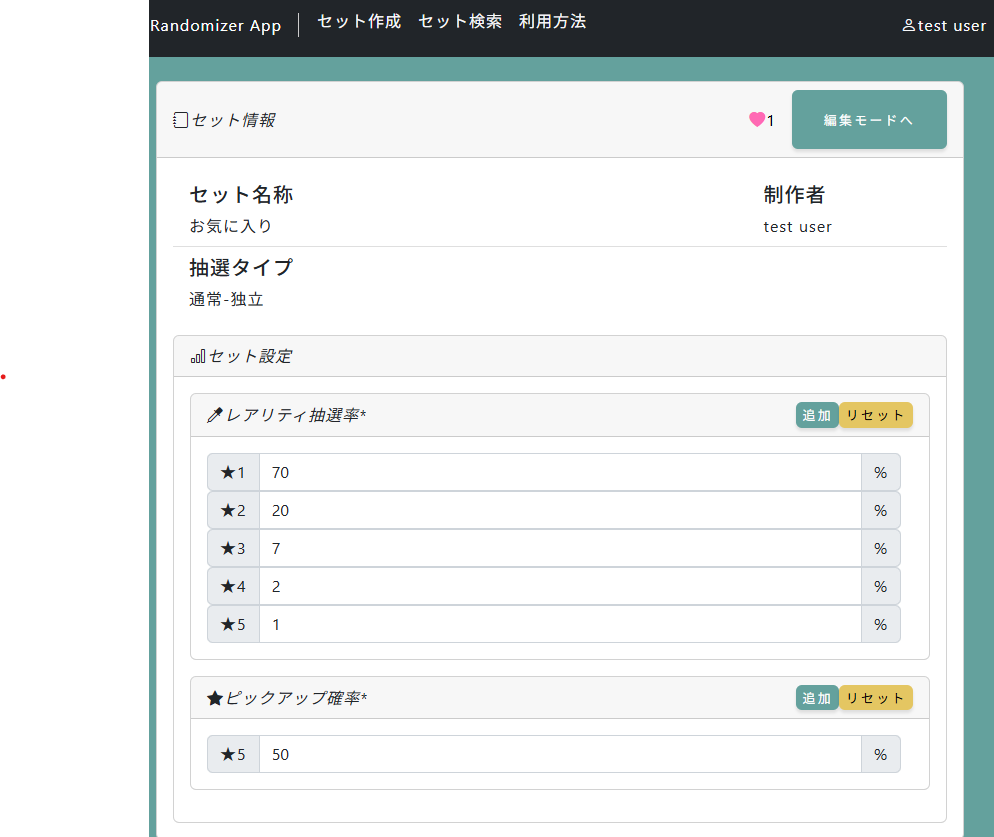 Randomizer App セット作成 セット検索 利用方法 test user
セット情報 1 編集モードへ
セット名称 制作者
お気に入り test user
抽選タイプ
通常-独立
セット設定
レアリティ抽選率* 追加 リセット
★1 70 %
★2 20 %
★3 7 %
★4 2 %
★5 1 %
ピックアップ確率* 追加 リセット
★5 50 %